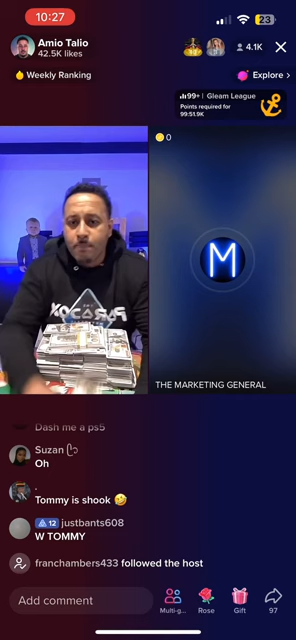 10:27
23
Amio Talio
42.5K likes
4.1K
Weekly Ranking
Explore >
99+ | Gleam League
Points required for
99:51.9K
0
M
PARADOX
THE MARKETING GENERAL
Dash me a ps5
Suzan
Oh
.
Tommy is shook 🤣
12 justbants608
W TOMMY
franchambers433 followed the host
Add comment
Multi-g...
Rose
Gift
97